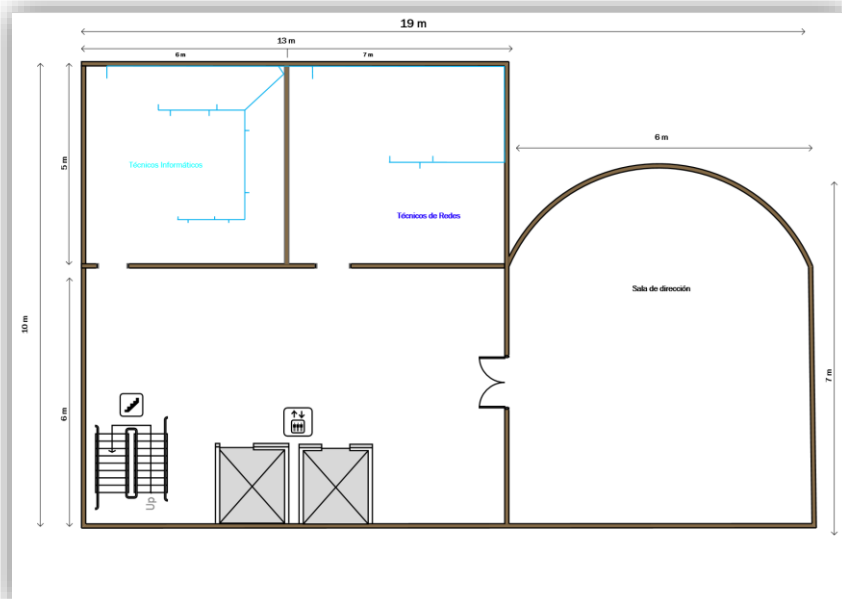 19 m
13 m
6 m
7 m
6 m
5 m
Técnicos Informáticos
Técnicos de Redes
Sala de dirección
10 m
7 m
6 m
Up